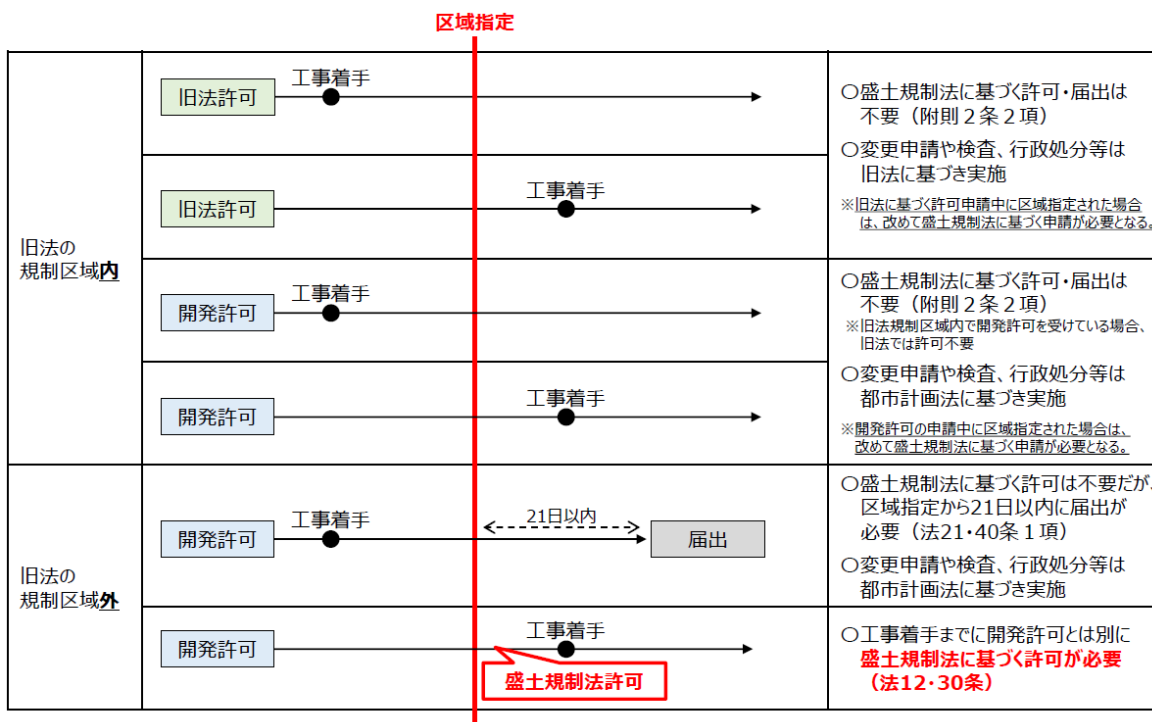 区域指定
旧法の
規制区域内
旧法許可
工事着手
旧法許可
工事着手
〇盛土規制法に基づく許可・届出は
不要（附則２条２項）
〇変更申請や検査、行政処分等は
旧法に基づき実施
※旧法に基づく許可申請中に区域指定された場合
は、改めて盛土規制法に基づく申請が必要となる。
開発許可
工事着手
開発許可
工事着手
〇盛土規制法に基づく許可・届出は
不要（附則２条２項）
※旧法規制区域内で開発許可を受けている場合、
旧法では許可不要
〇変更申請や検査、行政処分等は
都市計画法に基づき実施
※開発許可の申請中に区域指定された場合は、
改めて盛土規制法に基づく申請が必要となる。
旧法の
規制区域外
開発許可
工事着手
21日以内
届出
〇盛土規制法に基づく許可は不要だが、
区域指定から21日以内に届出が
必要（法21・40条１項）
〇変更申請や検査、行政処分等は
都市計画法に基づき実施
開発許可
工事着手
盛土規制法許可
〇工事着手までに開発許可とは別に
盛土規制法に基づく許可が必要
（法12・30条）